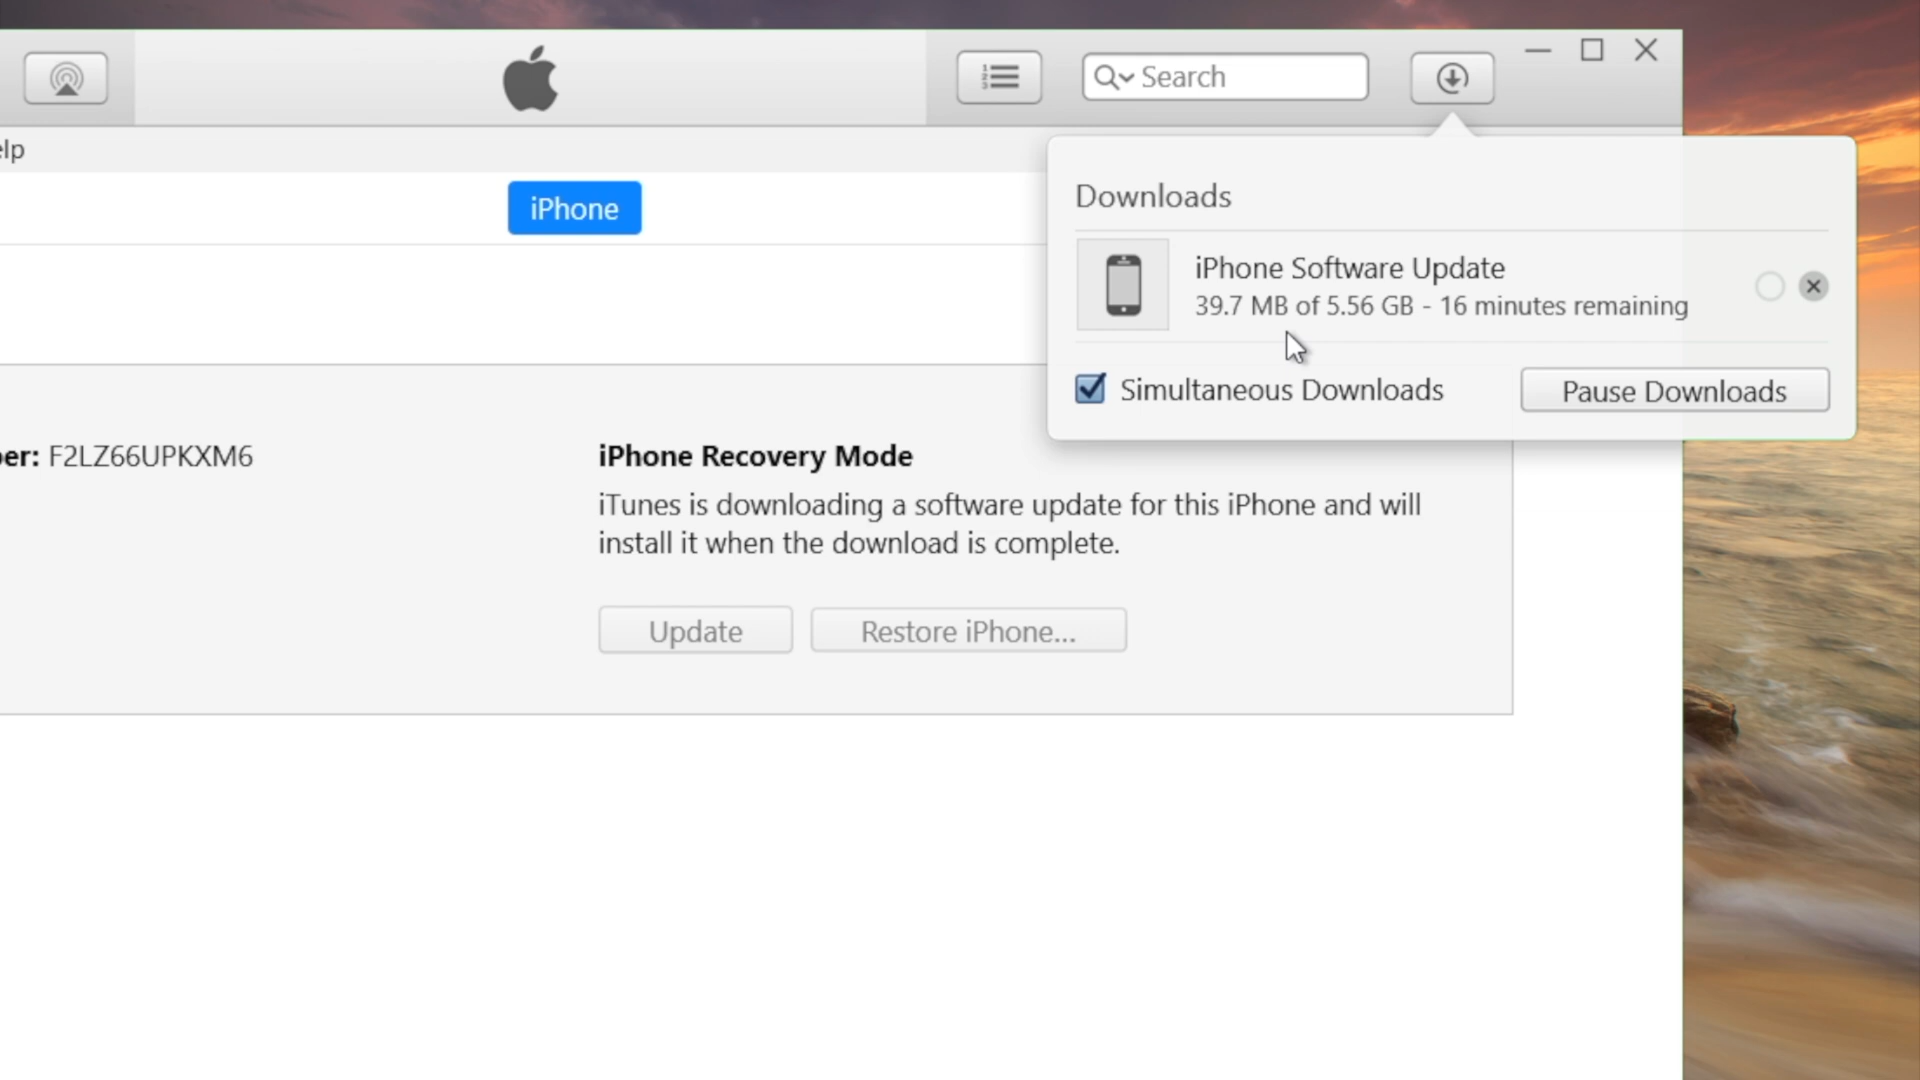 Search
elp
iPhone
Downloads
iPhone Software Update
39.7 MB of 5.56 GB - 16 minutes remaining
Simultaneous Downloads
Pause Downloads
er: F2LZ66UPKXM6
iPhone Recovery Mode
iTunes is downloading a software update for this iPhone and will
install it when the download is complete.
Update
Restore iPhone...